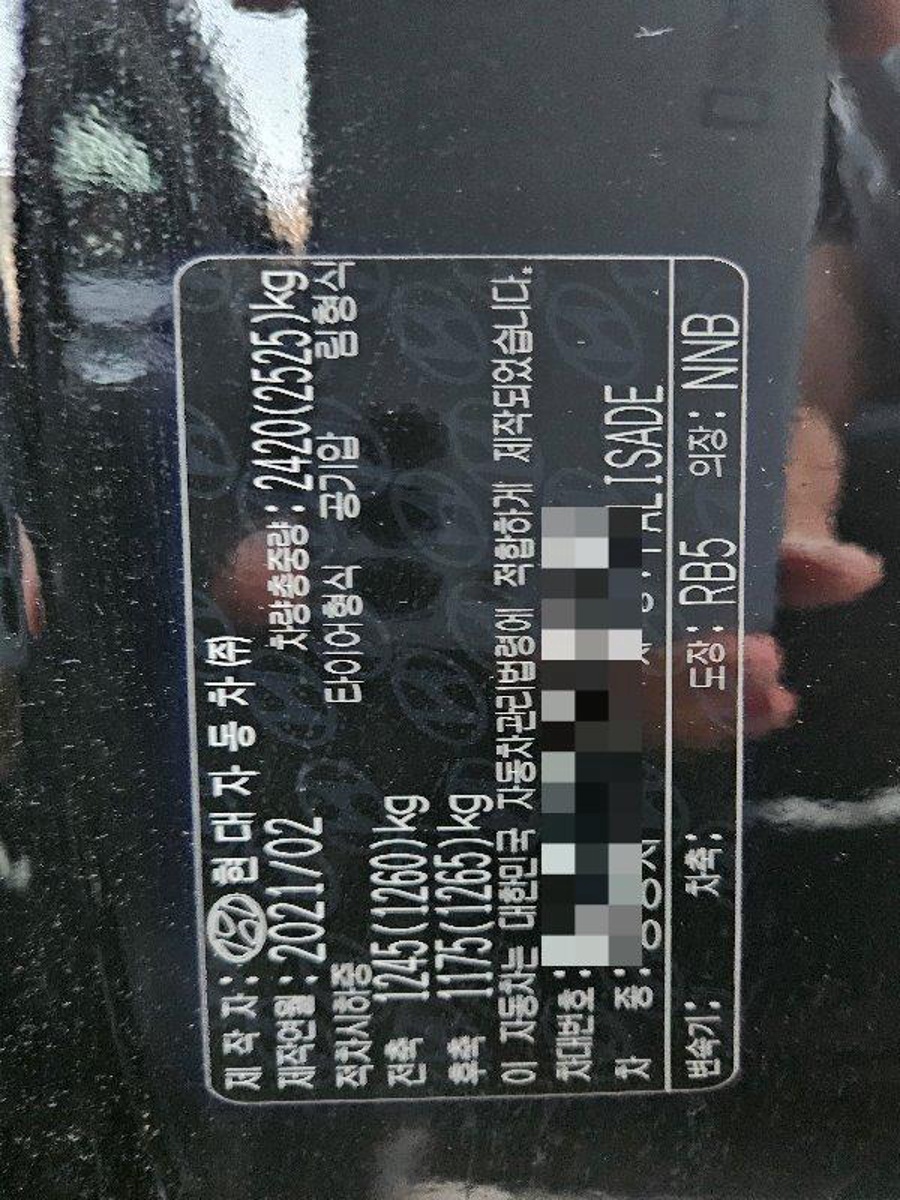 제 작 자 : 현 대 자 동 차 (주)
제작연월 : 2021/02 차량총중량 : 2420(2525)kg
적차시하중 타이어형식 공기압 림형식
전축 1245(1260)kg
후축 1175(1265)kg
이 자동차는 대한민국 자동차관리법령에 적합하게 제작되었습니다.
차대번호 :
차 종 :
변속기 : 차축 : 도장 : RB5 의장 : NNB